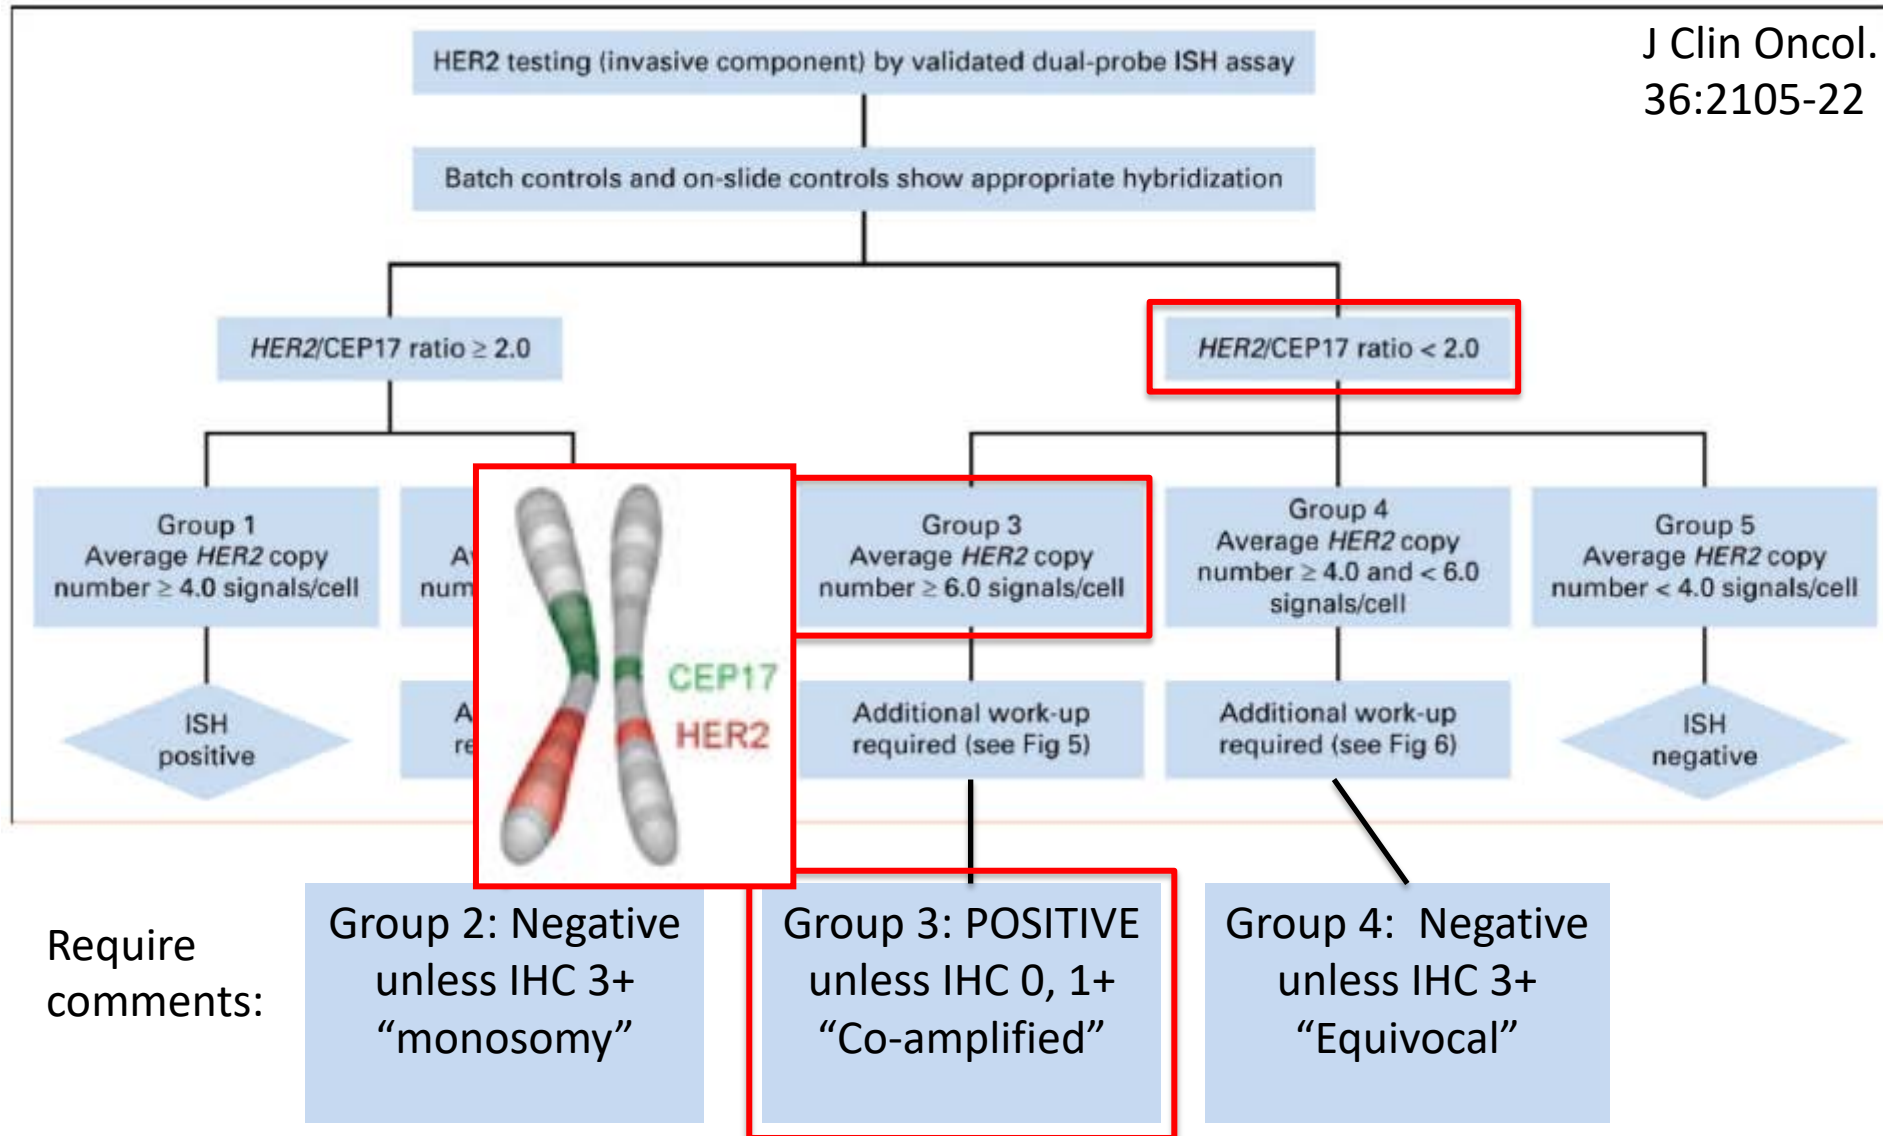 J Clin Oncol.
36:2105-22
HER2 testing (invasive component) by validated dual-probe ISH assay
Batch controls and on-slide controls show appropriate hybridization
HER2/CEP17 ratio ≥ 2.0
HER2/CEP17 ratio < 2.0
Group 1
Average HER2 copy
number ≥ 4.0 signals/cell
Group 3
Average HER2 copy
number ≥ 6.0 signals/cell
Group 4
Average HER2 copy
number ≥ 4.0 and < 6.0
signals/cell
Group 5
Average HER2 copy
number < 4.0 signals/cell
CEP17
HER2
ISH
positive
Additional work-up
required (see Fig 5)
Additional work-up
required (see Fig 6)
ISH
negative
Require
comments:
Group 2: Negative
unless IHC 3+
“monosomy”
Group 3: POSITIVE
unless IHC 0, 1+
“Co-amplified”
Group 4: Negative
unless IHC 3+
“Equivocal”